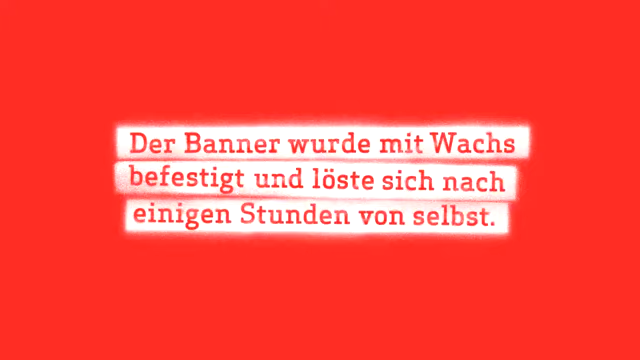 Der Banner wurde mit Wachs
befestigt und löste sich nach
einigen Stunden von selbst.